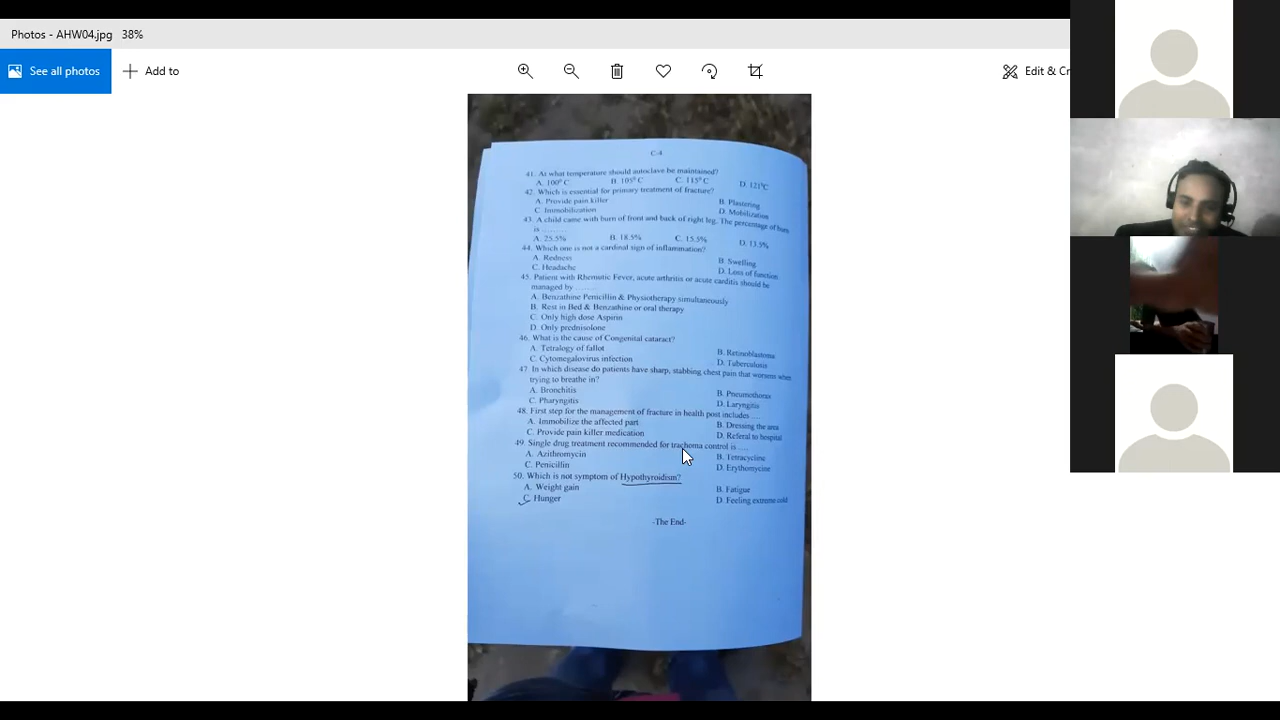 Photos - AHW04.jpg 38%
See all photos
Add to
Edit & Cr
C-4
41. At what temperature should autoclave be maintained?
A. 100⁰ C B. 105⁰ C C. 115⁰ C D. 121⁰C
42. Which is essential for primary treatment of fracture?
A. Provide pain killer B. Plastering
C. Immobilization D. Mobilization
43. A child came with burn of front and back of right leg. The percentage of burn
is ..........
A. 25.5% B. 18.5% C. 15.5% D. 13.5%
44. Which one is not a cardinal sign of inflammation?
A. Redness B. Swelling
C. Headache D. Loss of function
45. Patient with Rhemutic Fever, acute arthritis or acute carditis should be
managed by ........
A. Benzathine Penicillin & Physiotherapy simultaneously
B. Rest in Bed & Benzathine or oral therapy
C. Only high dose Aspirin
D. Only prednisolone
46. What is the cause of Congenital cataract?
A. Tetralogy of fallot B. Retinoblastoma
C. Cytomegalovirus infection D. Tuberculosis
47. In which disease do patients have sharp, stabbing chest pain that worsens when
trying to breathe in?
A. Bronchitis B. Pneumothorax
C. Pharyngitis D. Laryngitis
48. First step for the management of fracture in health post includes ....
A. Immobilize the affected part B. Dressing the area
C. Provide pain killer medication D. Referal to hospital
49. Single drug treatment recommended for trachoma control is ....
A. Azithromycin B. Tetracycline
C. Penicillin D. Erythomycine
50. Which is not symptom of Hypothyroidism?
A. Weight gain B. Fatigue
C. Hunger D. Feeling extreme cold
-The End-